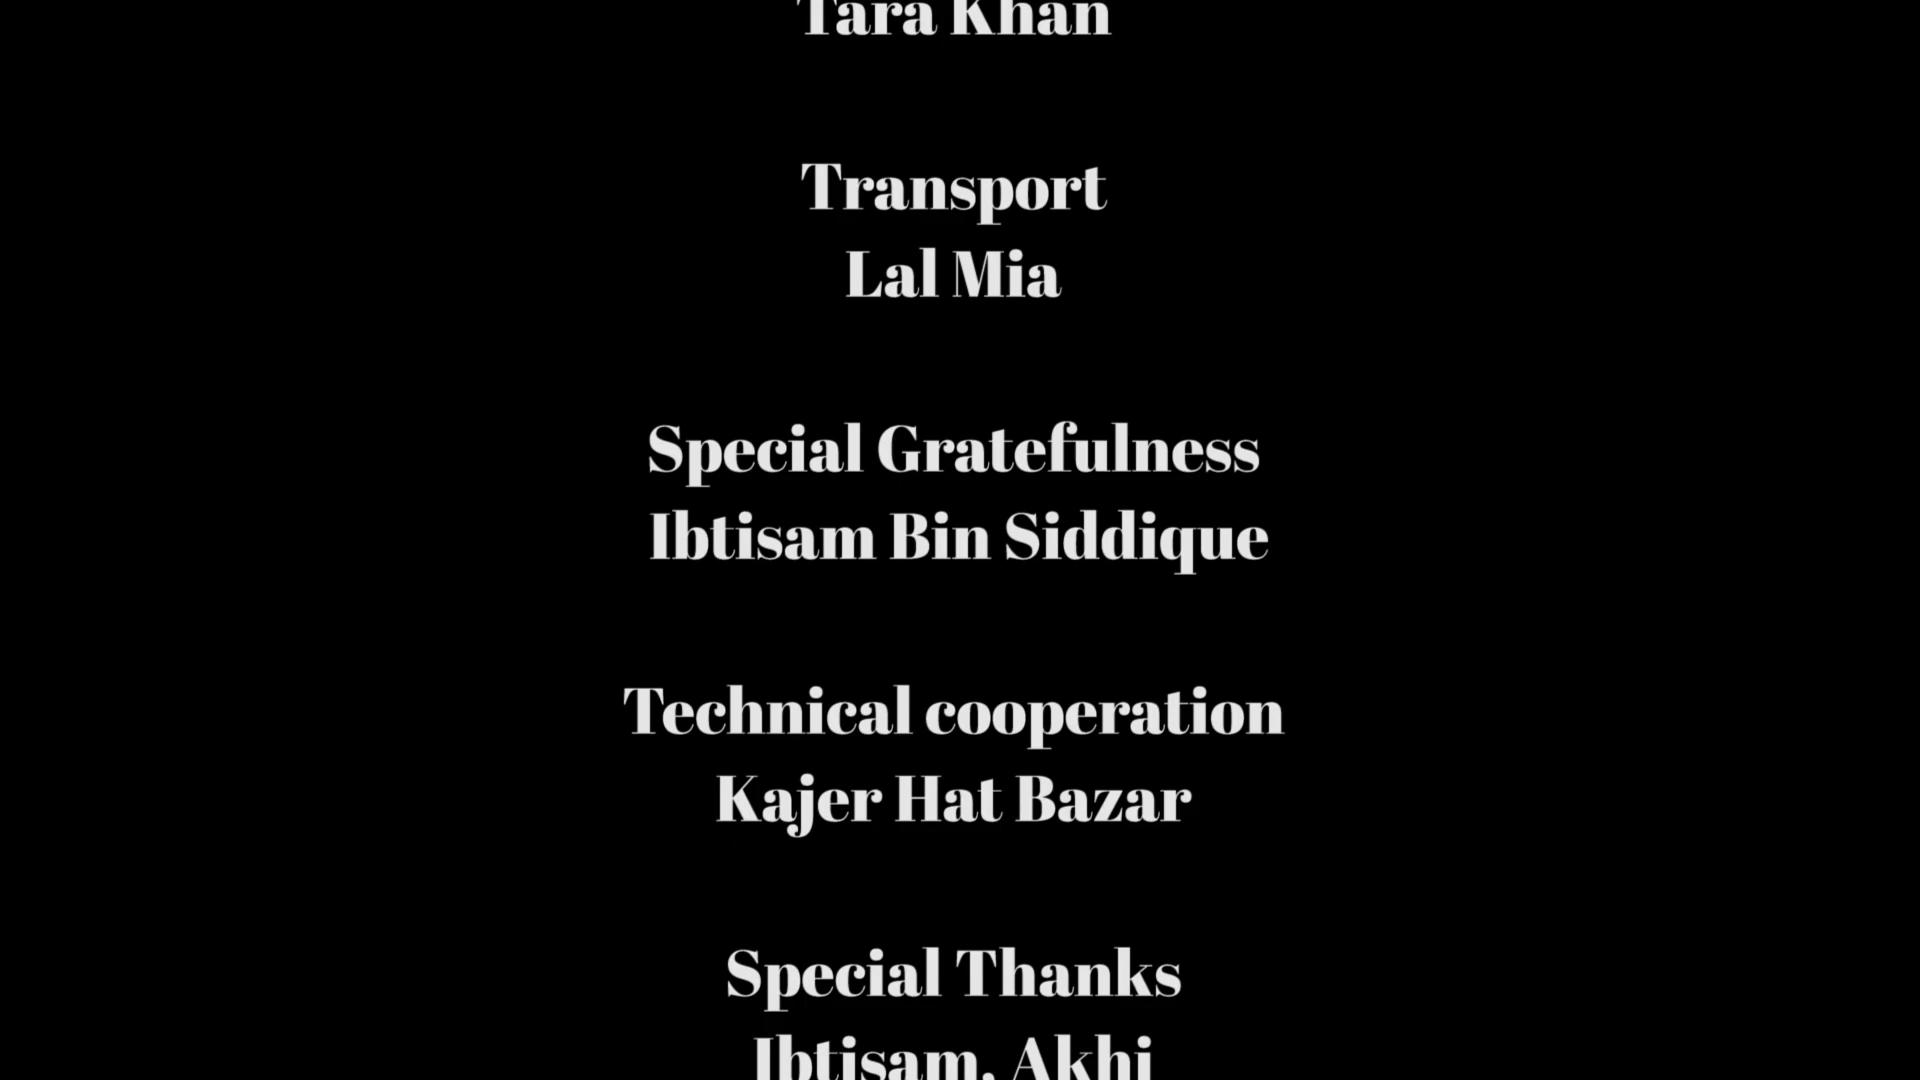 Tara Khan
Transport
Lal Mia
Special Gratefulness
Ibtisam Bin Siddique
Technical cooperation
Kajer Hat Bazar
Special Thanks
Ibtisam, Akhi